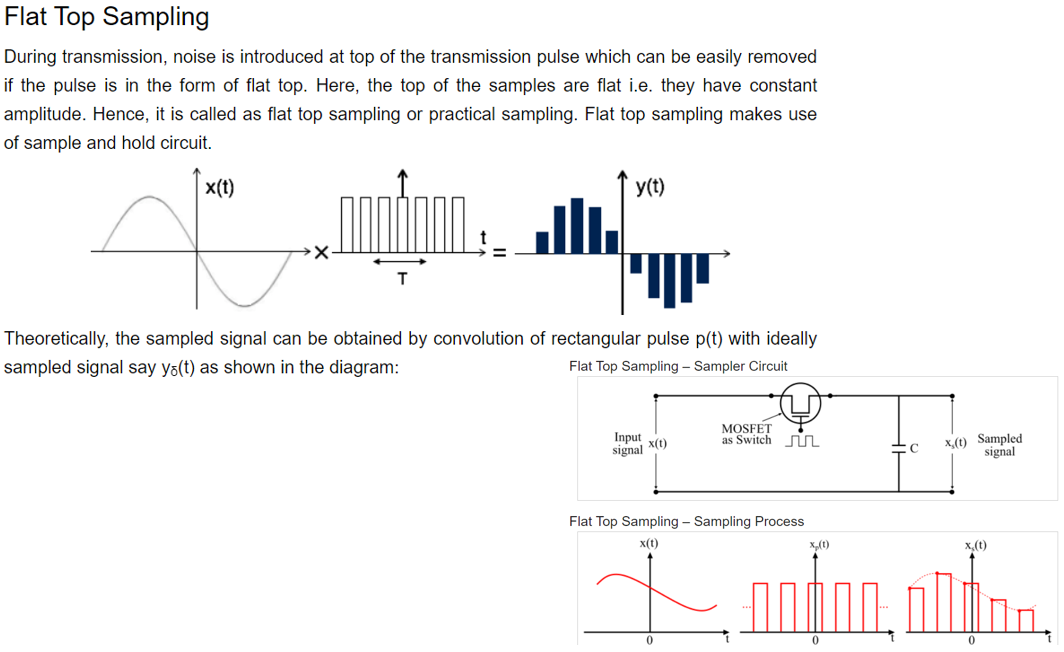 Flat Top Sampling
During transmission, noise is introduced at top of the transmission pulse which can be easily removed
if the pulse is in the form of flat top. Here, the top of the samples are flat i.e. they have constant
amplitude. Hence, it is called as flat top sampling or practical sampling. Flat top sampling makes use
of sample and hold circuit.
x(t)
y(t)
t
×
=
T
Theoretically, the sampled signal can be obtained by convolution of rectangular pulse p(t) with ideally
sampled signal say yδ(t) as shown in the diagram:
Flat Top Sampling – Sampler Circuit
Input
signal
x(t)
MOSFET
as Switch
C
xs(t)
Sampled
signal
Flat Top Sampling – Sampling Process
x(t)
xp(t)
xs(t)
...
...
0
t
0
t
0
t